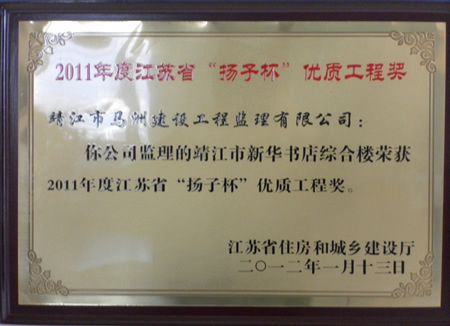 2011年度江苏省“扬子杯”优质工程奖
靖江市马洲建设工程监理有限公司：
你公司监理的靖江市新华书店综合楼荣获
2011年度江苏省“扬子杯”优质工程奖。
江苏省住房和城乡建设厅
二〇一二年一月十三日